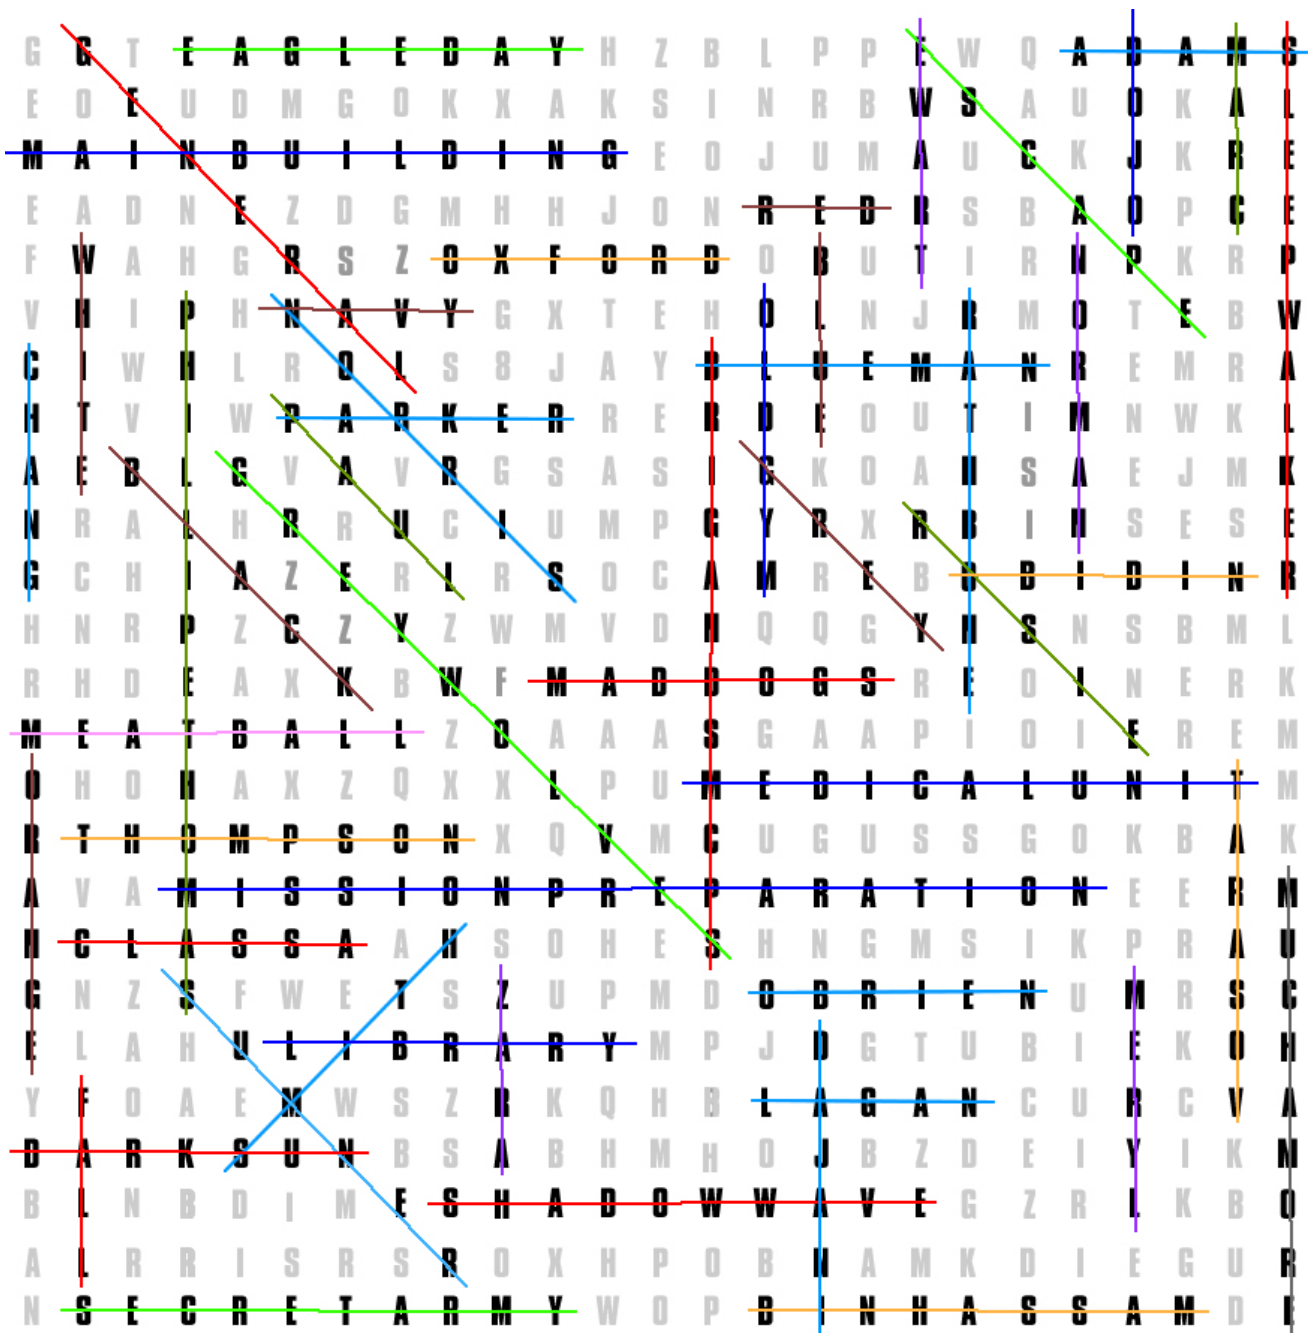 G G T E A G L E D A Y H Z B L P P E W Q A D A M S
E O E U D M G O K X A K S I N R B W S A U O K A L
M A I N B U I L D I N G E O J U M A U C K J K R E
E A D N E Z D G M H H J O N R E D R S B A O P C E
F W A H G R S Z O X F O R D O B U T I R N P K R P
V H I P H N A V Y G X T E H O L N J R M O T E B W
C I W H L R O L S 8 J A Y B L U E M A N R E M R A
H T V I W P A R K E R R E R D E O U T I M N W K L
A E B L G V A V R G S A S I G K O A H S A E J M K
N R A L H R R U C I U M P G Y R X R B I N S E S E
G C H I A Z E R L R S O C A M R E B O B I D I N R
H N R P Z C Z Y Z W M V D N Q Q G Y N S N S B M L
R H D E A X K B W F M A D D O G S R E O I N E R K
M E A T B A L L Z O A A A S G A A P I O I E R E M
O H O H A X Z Q X X L P U M E D I C A L U N I T M
R T H O M P S O N X Q V M C U G U S S G O K B A K
A V A M I S S I O N P R E P A R A T I O N E E R M
N C L A S S A A H S O H E S H N G M S I K P R A U
G N Z S F W E T S Z U P M D O B R I E N U M R S C
E L A H U L I B R A R Y M P J D G T U B I E K O H
Y F O A E M W S Z R K Q H B L A G A N C U R C V A
D A R K S U N B S A B H M H O J B Z D E I Y I K M
B L N B D I M E S H A D O W W A V E G Z R L K B O
A L R R I S R S R O X H P O B N A M K D I E G U R
N S E C R E T A R M Y W O P B I N H A S S A M D E